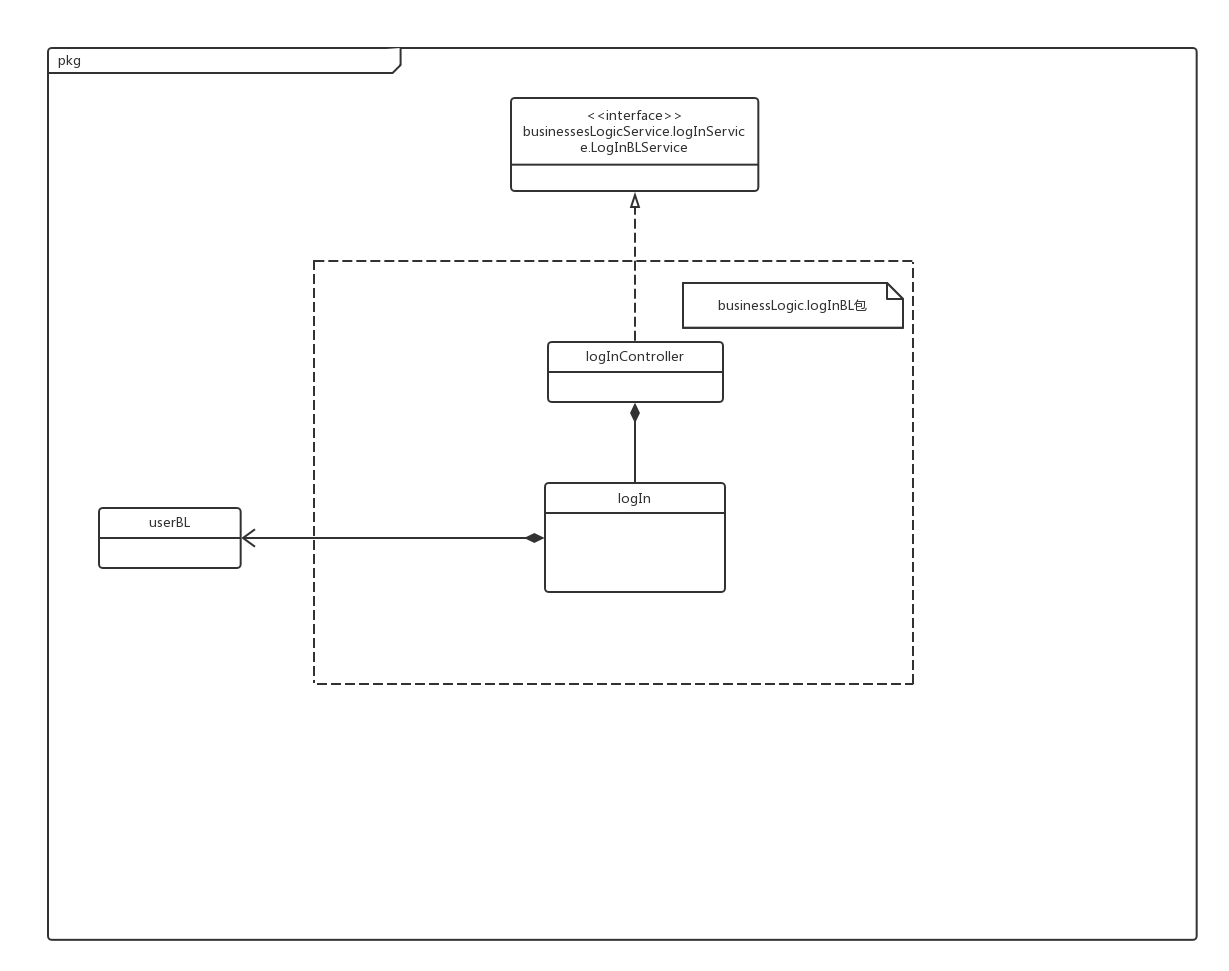 pkg
<<interface>>
businessesLogicService.logInServic
e.LogInBLService
businessLogic.logInBL包
logInController
logIn
userBL